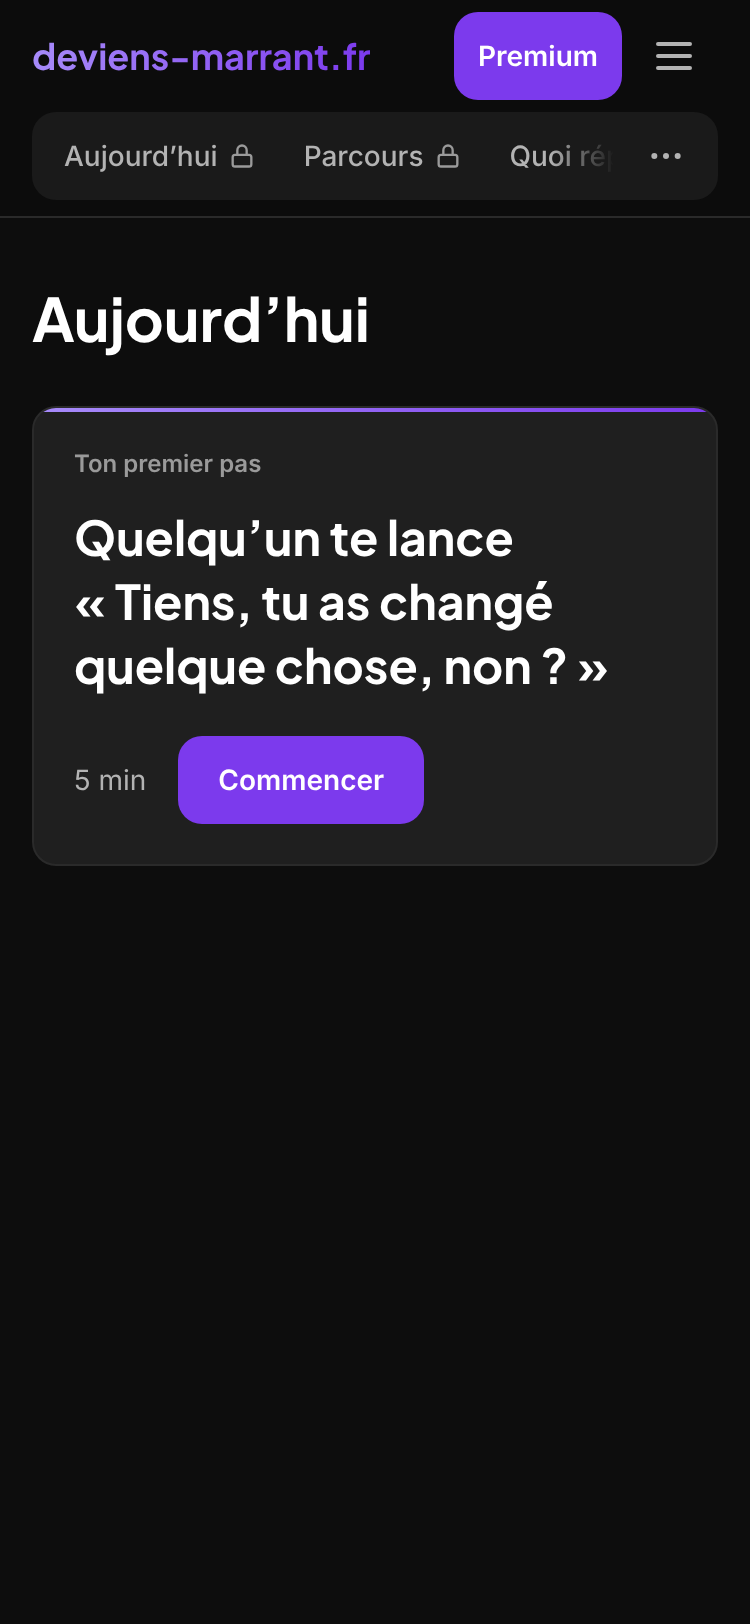 deviens-marrant.fr
Premium
Aujourd’hui
Parcours
Quoi
Aujourd’hui
Ton premier pas
Quelqu’un te lance
« Tiens, tu as changé
quelque chose, non ? »
5 min
Commencer